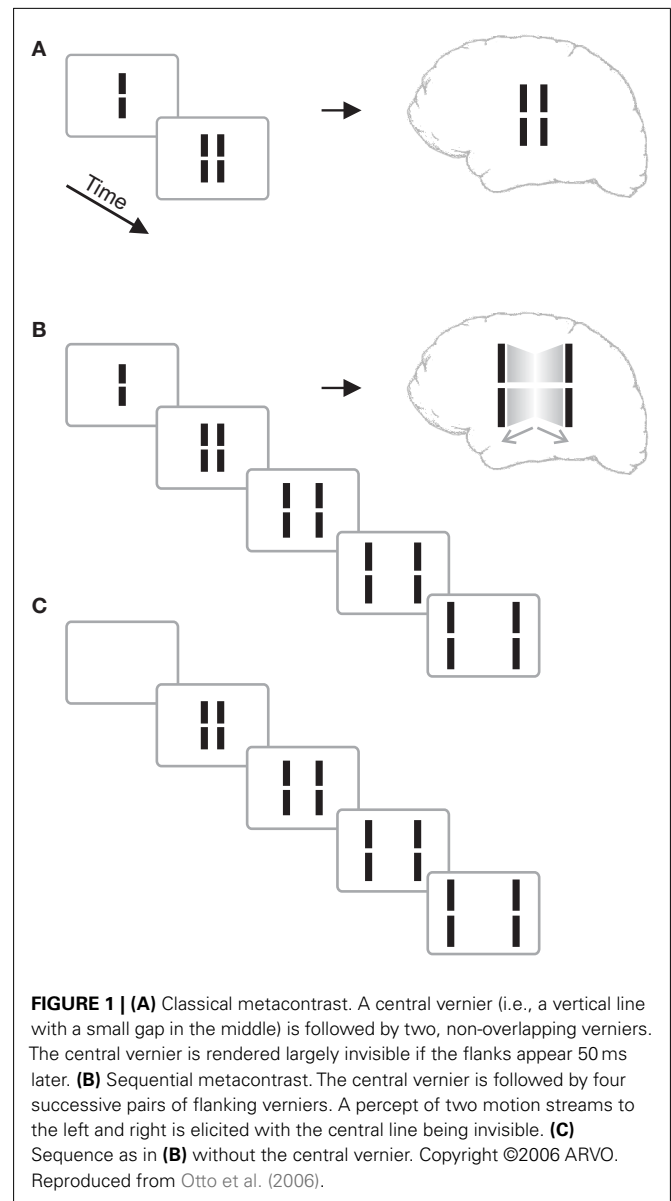 A
Time
B
C
FIGURE 1 | (A) Classical metacontrast. A central vernier (i.e., a vertical line
with a small gap in the middle) is followed by two, non-overlapping verniers.
The central vernier is rendered largely invisible if the flanks appear 50 ms
later. (B) Sequential metacontrast. The central vernier is followed by four
successive pairs of flanking verniers. A percept of two motion streams to
the left and right is elicited with the central line being invisible. (C)
Sequence as in (B) without the central vernier. Copyright ©2006 ARVO.
Reproduced from Otto et al. (2006).